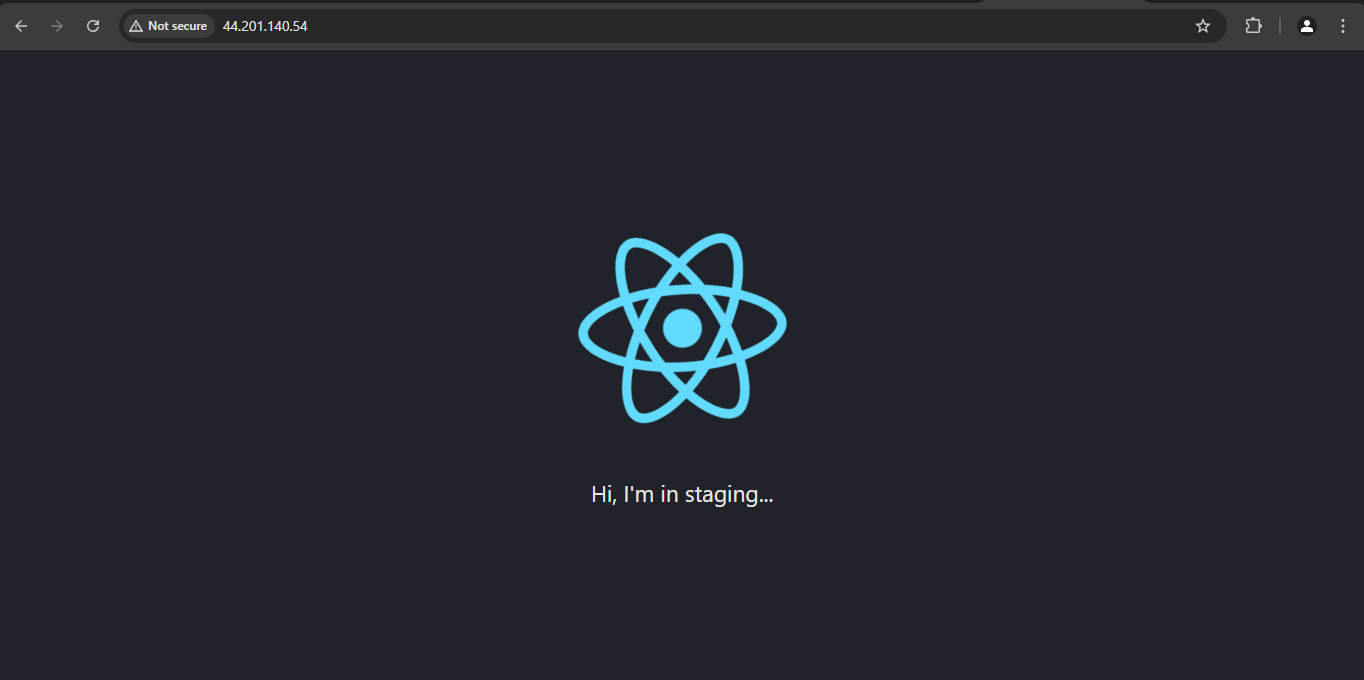 Not secure 44.201.140.54
Hi, I'm in staging...